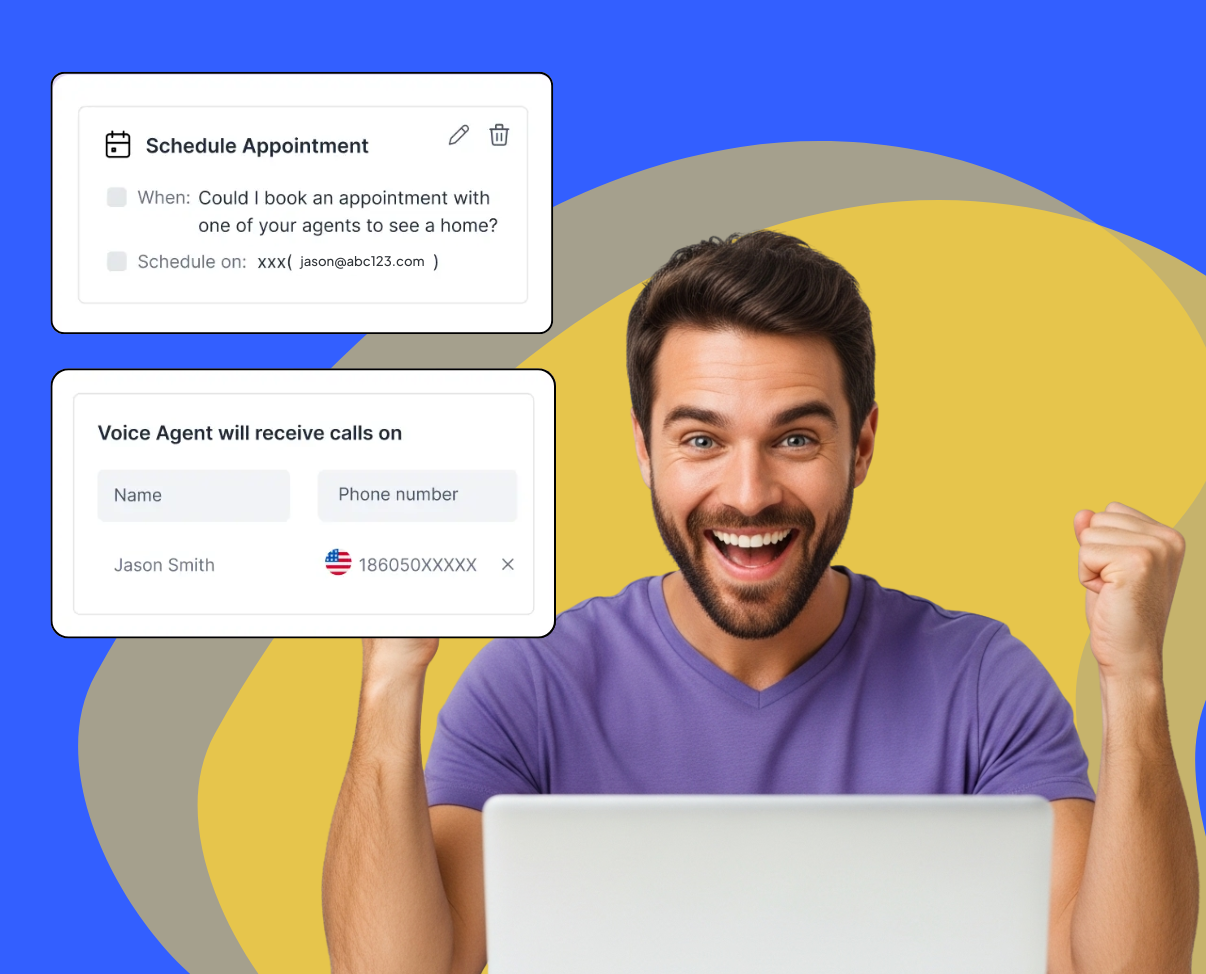 Schedule Appointment
When: Could I book an appointment with
one of your agents to see a home?
Schedule on: xxx( jason@abc123.com )
Voice Agent will receive calls on
Name Phone number
Jason Smith 186050XXXXX